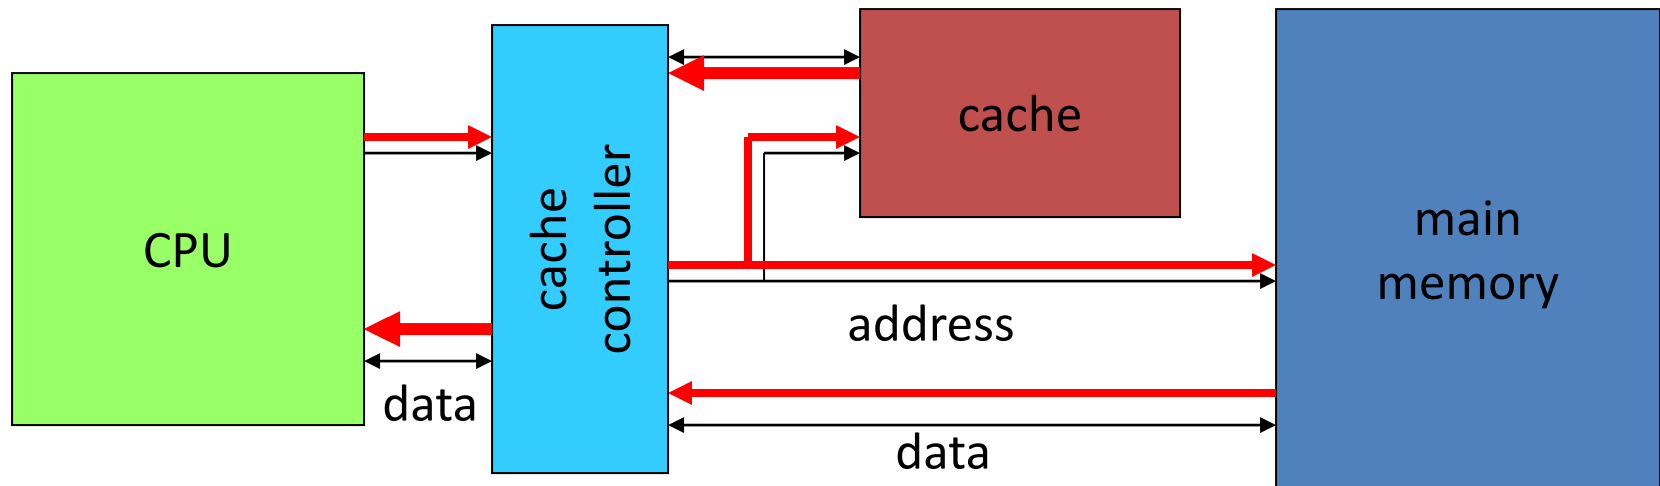 CPU
data
cache
controller
cache
address
data
main
memory